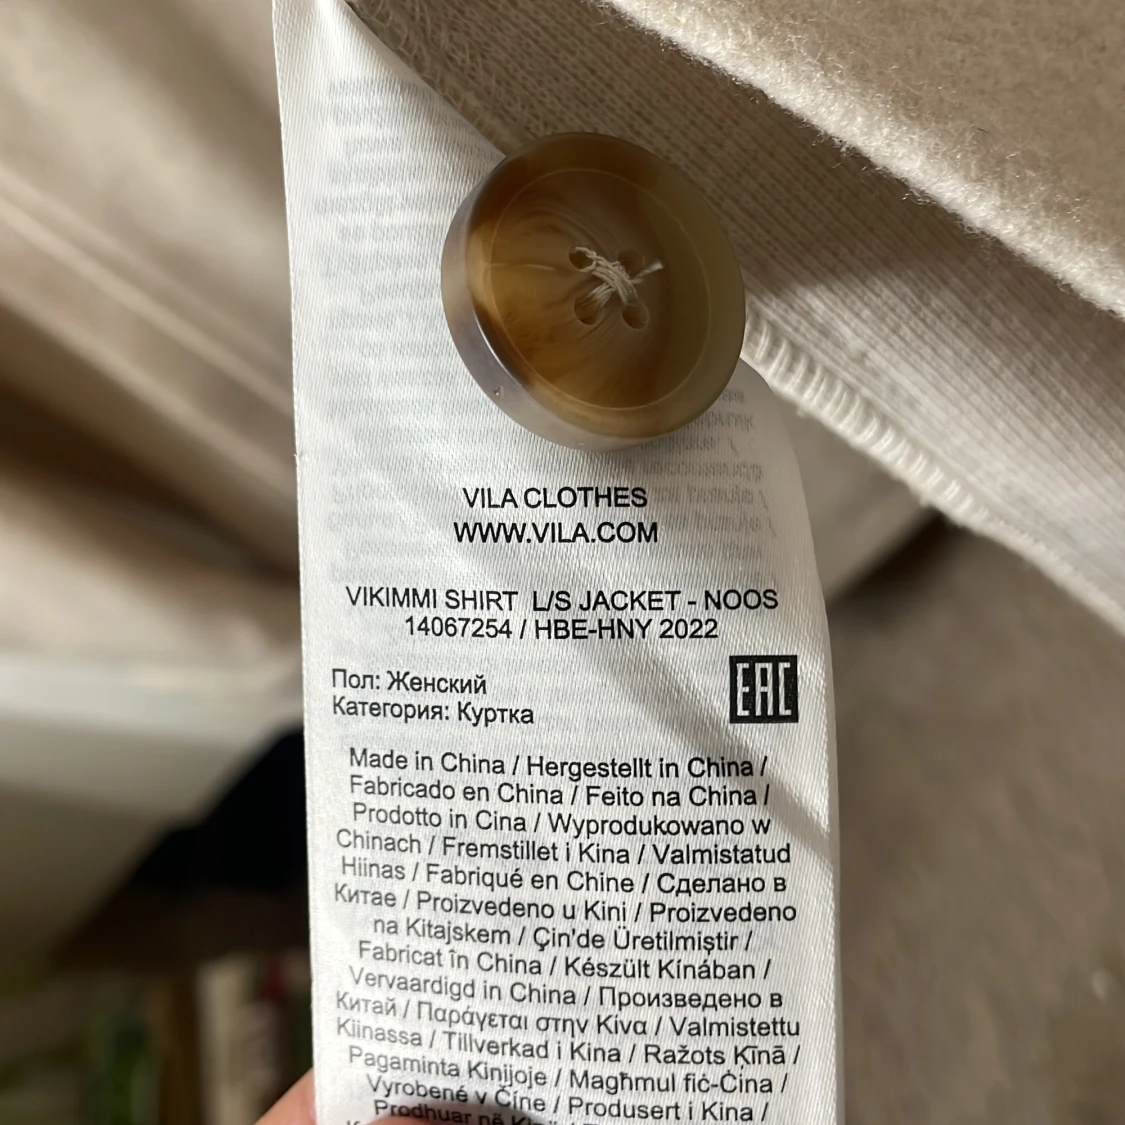 VILA CLOTHES
WWW.VILA.COM
VIKIMMI SHIRT L/S JACKET - NOOS
14067254 / HBE-HNY 2022
Пол: Женский
Категория: Куртка
EAC
Made in China / Hergestellt in China /
Fabricado en China / Feito na China /
Prodotto in Cina / Wyprodukowano w
Chinach / Fremstillet i Kina / Valmistatud
Hiinas / Fabriqué en Chine / Сделано в
Китае / Proizvedeno u Kini / Proizvedeno
na Kitajskem / Çin'de Üretilmiştir /
Fabricat în China / Készült Kínában /
Vervaardigd in China / Произведено в
Китай / Παράγεται στην Κίνα / Valmistettu
Kiinassa / Tillverkad i Kina / Ražots Ķīnā /
Pagaminta Kinijoje / Magħmul fiċ-Ċina /
Vyrobené v Číne / Produsert i Kina /
Prodhuar në